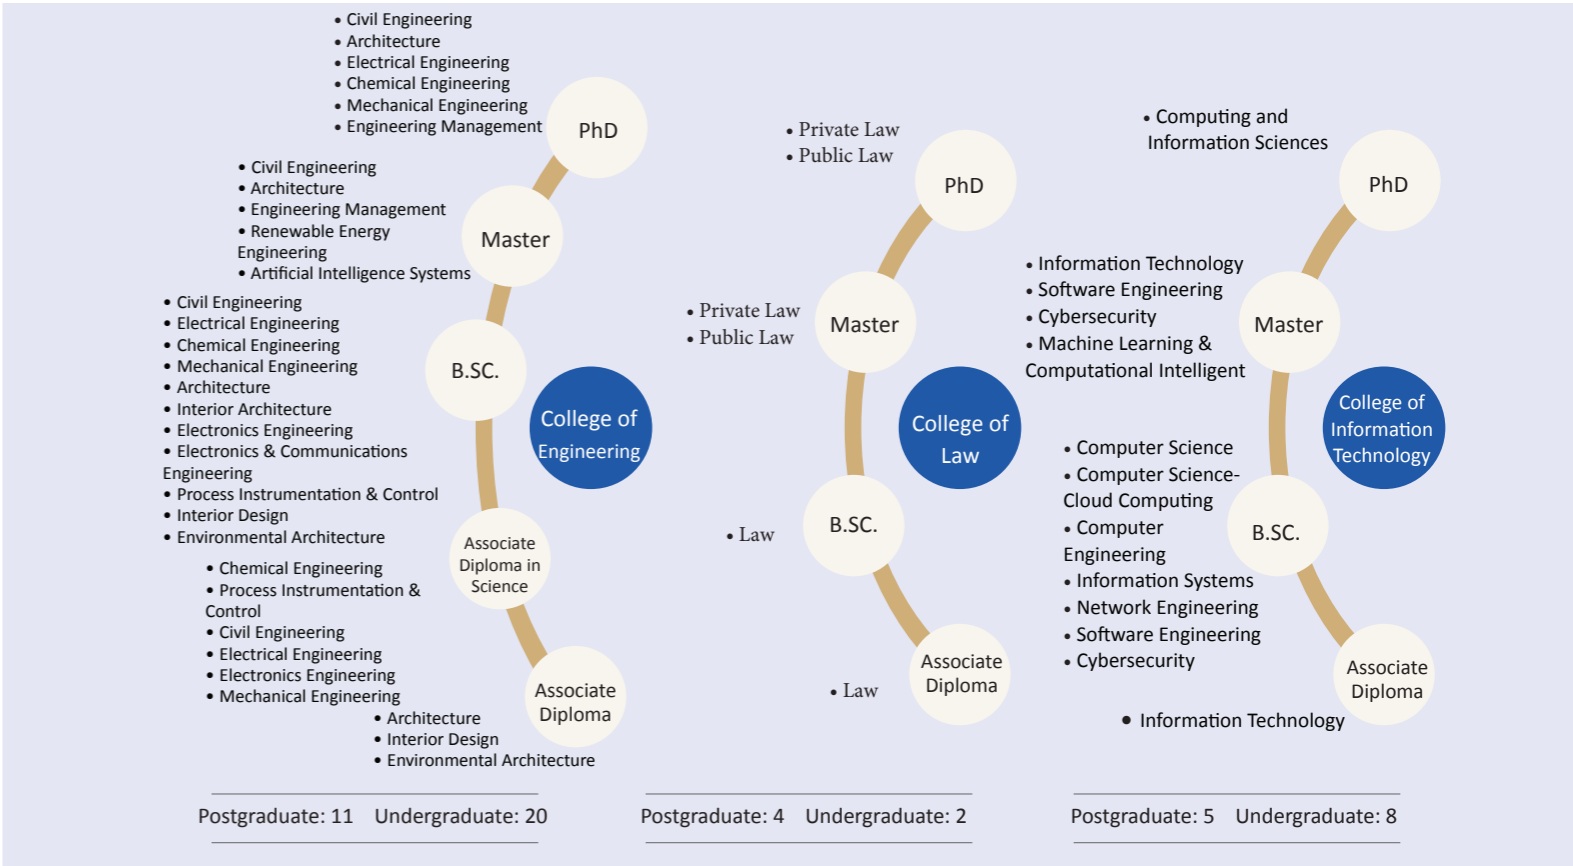 • Civil Engineering
• Architecture
• Electrical Engineering
• Chemical Engineering
• Mechanical Engineering
• Engineering Management
PhD
• Civil Engineering
• Architecture
• Engineering Management
• Renewable Energy
Engineering
• Artificial Intelligence Systems
Master
• Civil Engineering
• Electrical Engineering
• Chemical Engineering
• Mechanical Engineering
• Architecture
• Interior Architecture
• Electronics Engineering
• Electronics & Communications
Engineering
• Process Instrumentation & Control
• Interior Design
• Environmental Architecture
B.SC.
College of
Engineering
• Chemical Engineering
• Process Instrumentation &
Control
• Civil Engineering
• Electrical Engineering
• Electronics Engineering
• Mechanical Engineering
Associate
Diploma in
Science
• Architecture
• Interior Design
• Environmental Architecture
Associate
Diploma
Postgraduate: 11 Undergraduate: 20
• Private Law
• Public Law
PhD
• Private Law
• Public Law
Master
College of
Law
• Law
B.SC.
• Law
Associate
Diploma
Postgraduate: 4 Undergraduate: 2
• Computing and
Information Sciences
PhD
• Information Technology
• Software Engineering
• Cybersecurity
• Machine Learning &
Computational Intelligent
Master
College of
Information
Technology
• Computer Science
• Computer Science-
Cloud Computing
• Computer
Engineering
• Information Systems
• Network Engineering
• Software Engineering
• Cybersecurity
B.SC.
• Information Technology
Associate
Diploma
Postgraduate: 5 Undergraduate: 8